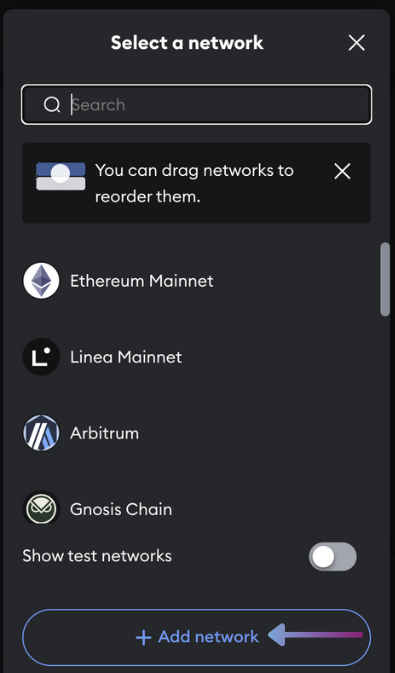 Select a network
Search
You can drag networks to
reorder them.
Ethereum Mainnet
Linea Mainnet
Arbitrum
Gnosis Chain
Show test networks
+ Add network